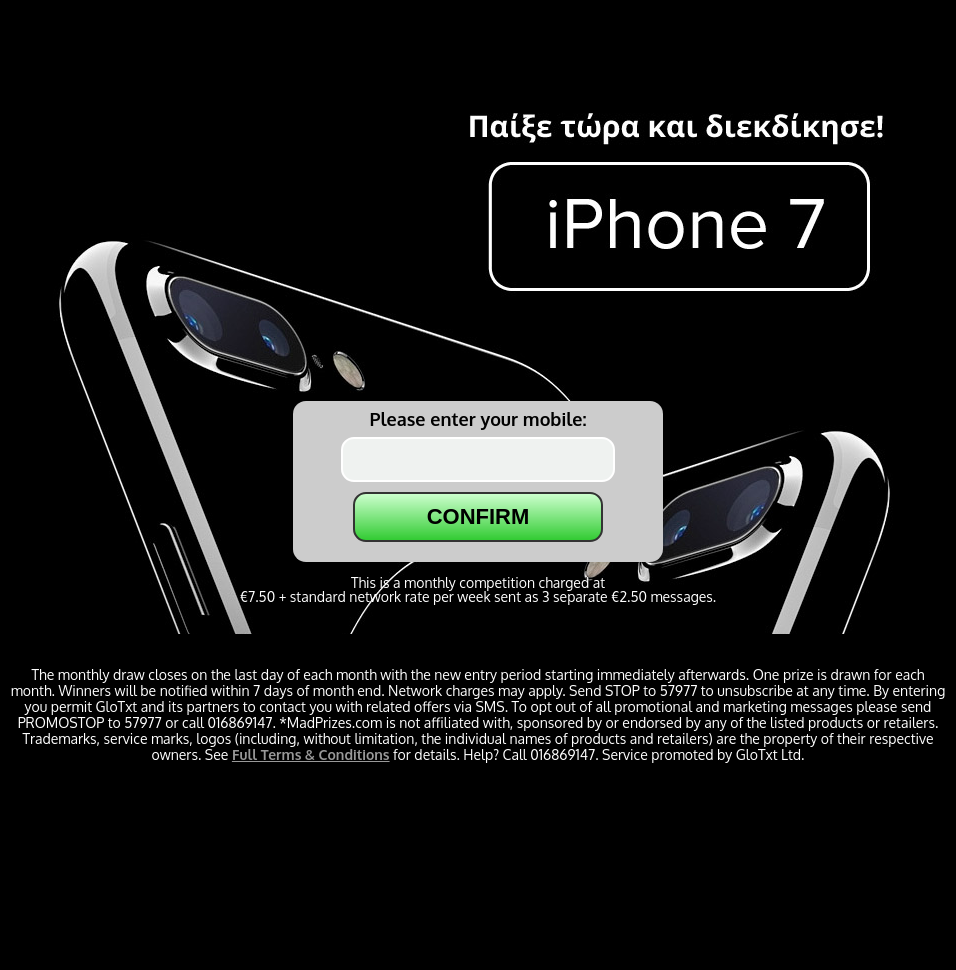 Παίξε τώρα και διεκδίκησε!
iPhone 7
Please enter your mobile:
CONFIRM
This is a monthly competition charged at
€7.50 + standard network rate per week sent as 3 separate €2.50 messages.
The monthly draw closes on the last day of each month with the new entry period starting immediately afterwards. One prize is drawn for each
month. Winners will be notified within 7 days of month end. Network charges may apply. Send STOP to 57977 to unsubscribe at any time. By entering
you permit GloTxt and its partners to contact you with related offers via SMS. To opt out of all promotional and marketing messages please send
PROMOSTOP to 57977 or call 016869147. *MadPrizes.com is not affiliated with, sponsored by or endorsed by any of the listed products or retailers.
Trademarks, service marks, logos (including, without limitation, the individual names of products and retailers) are the property of their respective
owners. See Full Terms & Conditions for details. Help? Call 016869147. Service promoted by GloTxt Ltd.